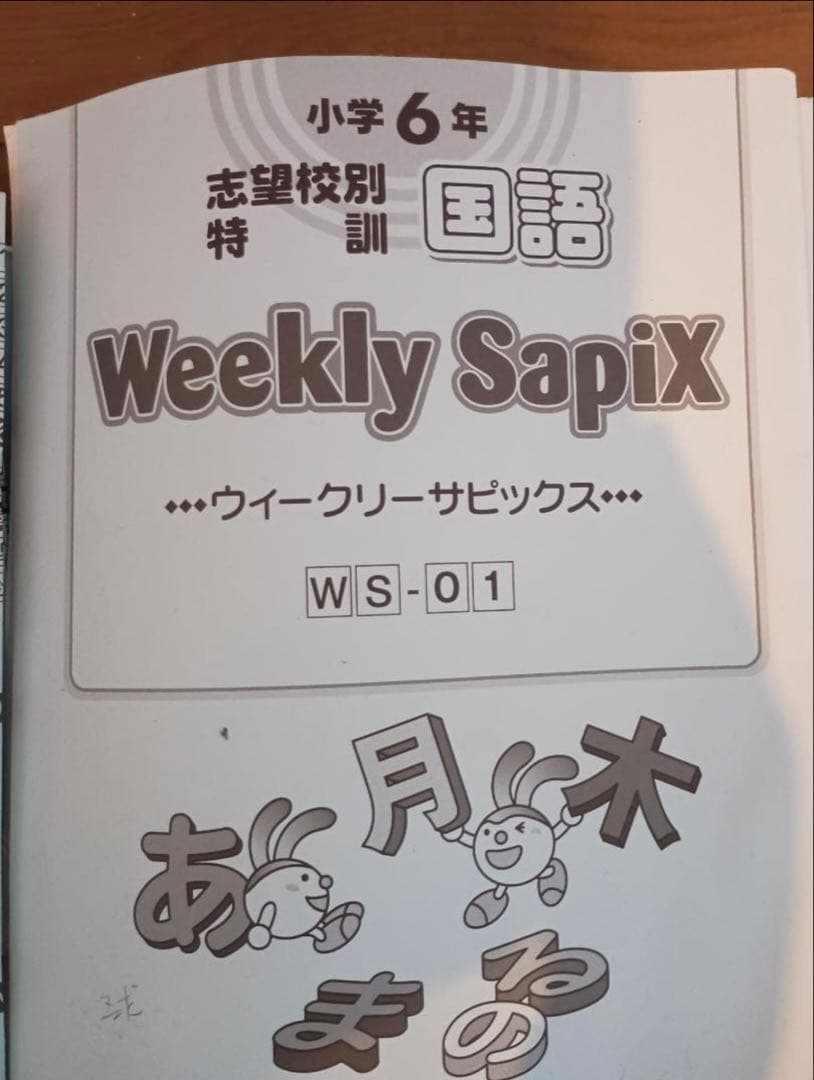 小学6年
志望校別
特訓
国語
Weekly SapiX
ウィークリーサピックス
WS-01
月 木
あ
る
ま の